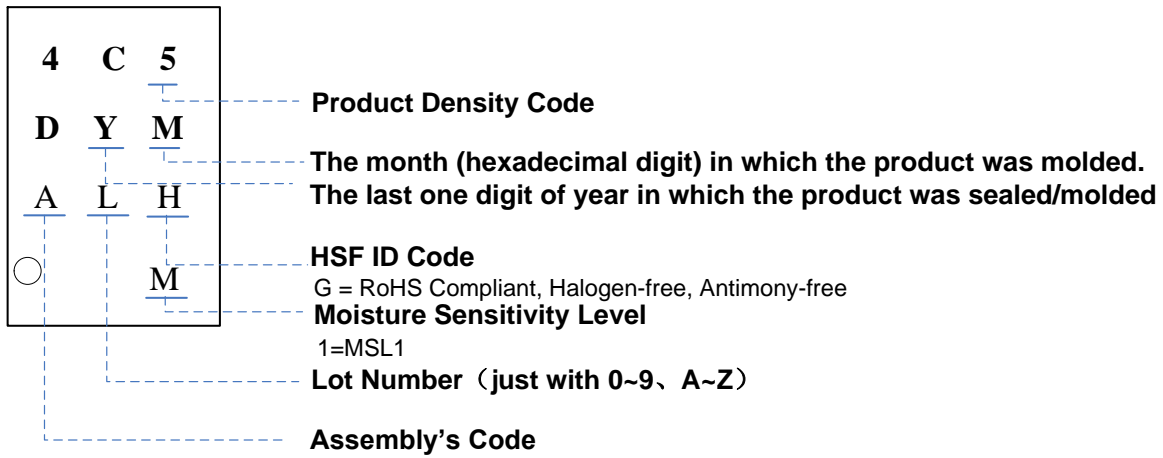 4 C 5
Product Density Code
D Y M
The month (hexadecimal digit) in which the product was molded.
The last one digit of year in which the product was sealed/molded
A L H
HSF ID Code
M
G = RoHS Compliant, Halogen-free, Antimony-free
Moisture Sensitivity Level
1=MSL1
Lot Number（just with 0~9、A~Z）
Assembly's Code